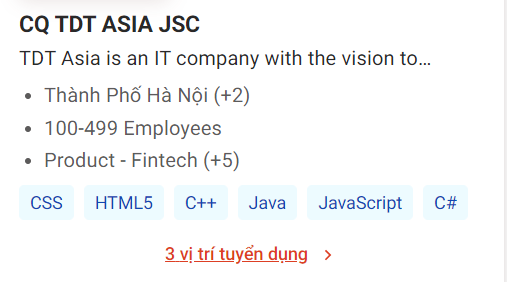 CQ TDT ASIA JSC
TDT Asia is an IT company with the vision to…
Thành Phố Hà Nội (+2)
100-499 Employees
Product - Fintech (+5)
CSS HTML5 C++ Java JavaScript C#
3 vị trí tuyển dụng